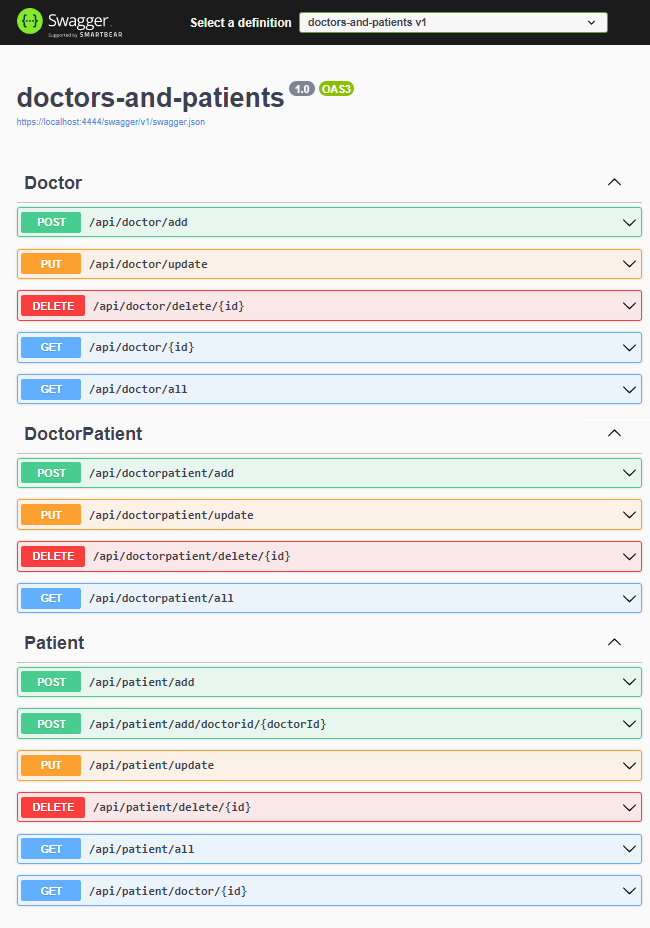 Swagger.
Supported by SMARTBEAR
Select a definition
doctors-and-patients v1
doctors-and-patients 1.0 OAS3
https://localhost:4444/swagger/v1/swagger.json
Doctor
POST /api/doctor/add
PUT /api/doctor/update
DELETE /api/doctor/delete/{id}
GET /api/doctor/{id}
GET /api/doctor/all
DoctorPatient
POST /api/doctorpatient/add
PUT /api/doctorpatient/update
DELETE /api/doctorpatient/delete/{id}
GET /api/doctorpatient/all
Patient
POST /api/patient/add
POST /api/patient/add/doctorid/{doctorId}
PUT /api/patient/update
DELETE /api/patient/delete/{id}
GET /api/patient/all
GET /api/patient/doctor/{id}